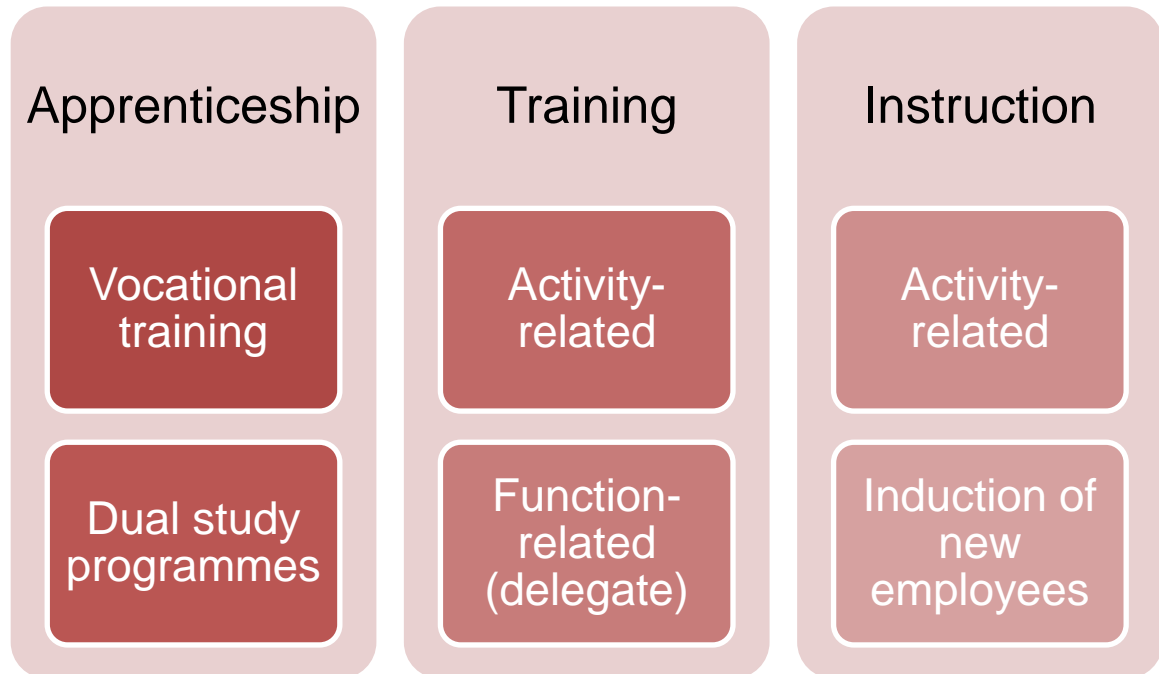 Apprenticeship
Vocational
training
Dual study
programmes
Training
Activity-
related
Function-
related
(delegate)
Instruction
Activity-
related
Induction of
new
employees